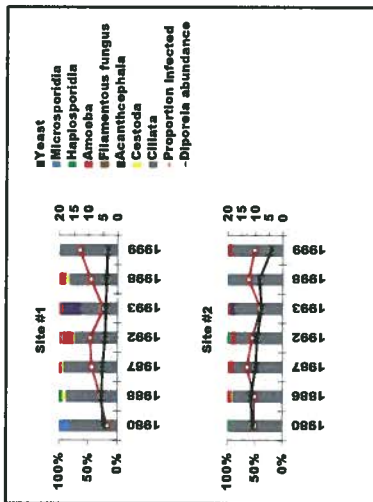 Site #1
100%
50%
0%
20
15
10
5
0
1980
1986
1987
1992
1993
1998
1999
Site #2
100%
50%
0%
20
15
10
5
0
1980
1986
1987
1992
1993
1998
1999
Yeast
Microsporidia
Haplosporidia
Amoeba
Filamentous fungus
Acanthcephala
Cestoda
Ciliata
Proportion infected
Diporeia abundance